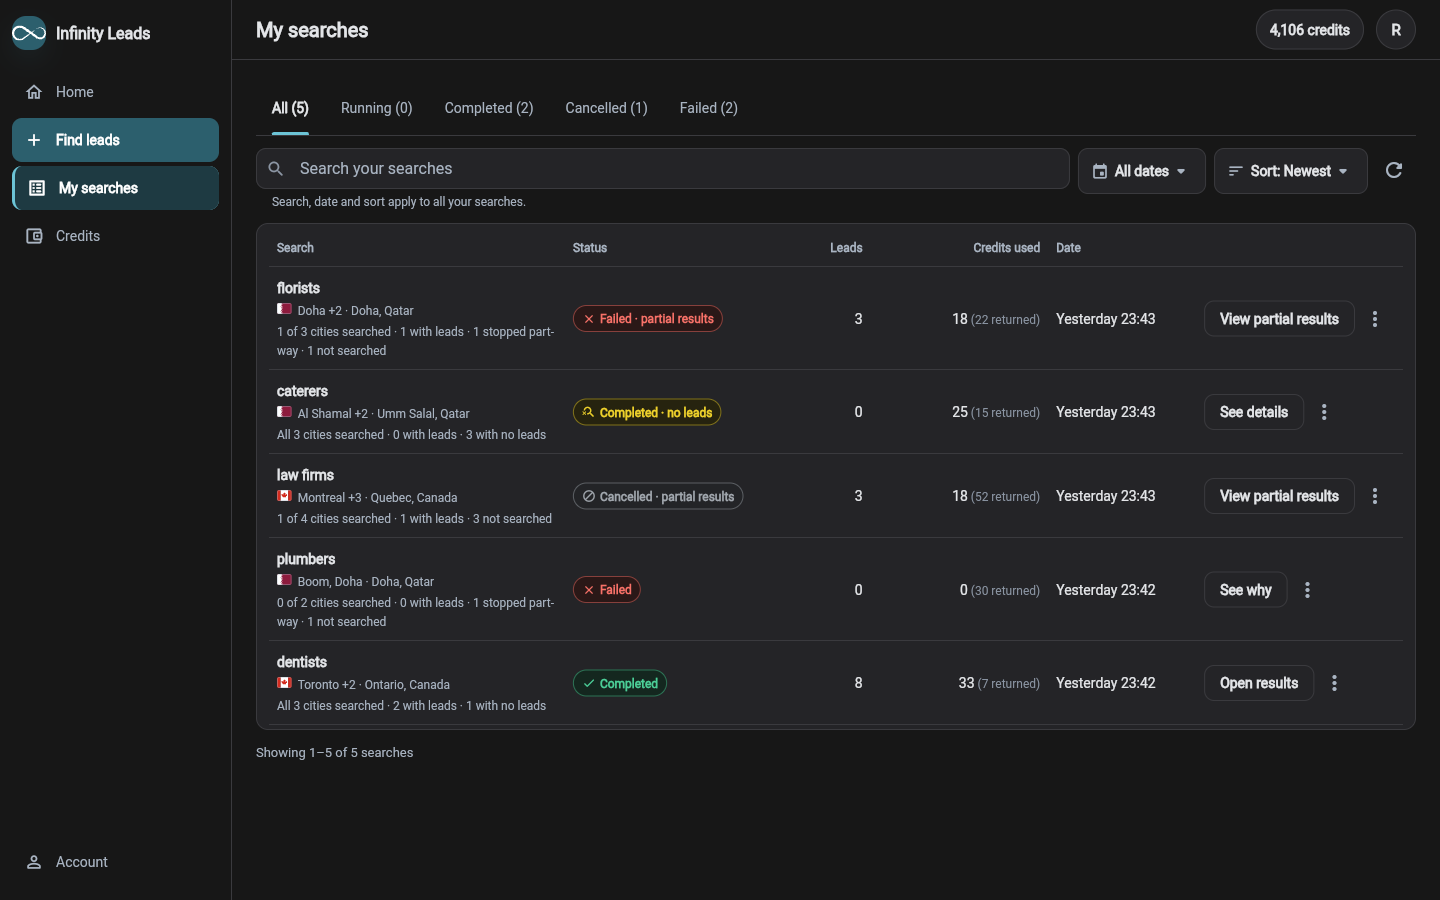 Infinity Leads
My searches
4,106 credits
R
Home
Find leads
My searches
Credits
Account
All (5)
Running (0)
Completed (2)
Cancelled (1)
Failed (2)
Search your searches
All dates
Sort: Newest
Search, date and sort apply to all your searches.
Search
Status
Leads
Credits used
Date
florists
Doha +2 · Doha, Qatar
1 of 3 cities searched · 1 with leads · 1 stopped part-
way · 1 not searched
Failed · partial results
3
18 (22 returned)
Yesterday 23:43
View partial results
caterers
Al Shamal +2 · Umm Salal, Qatar
All 3 cities searched · 0 with leads · 3 with no leads
Completed · no leads
0
25 (15 returned)
Yesterday 23:43
See details
law firms
Montreal +3 · Quebec, Canada
1 of 4 cities searched · 1 with leads · 3 not searched
Cancelled · partial results
3
18 (52 returned)
Yesterday 23:43
View partial results
plumbers
Boom, Doha · Doha, Qatar
0 of 2 cities searched · 0 with leads · 1 stopped part-
way · 1 not searched
Failed
0
0 (30 returned)
Yesterday 23:42
See why
dentists
Toronto +2 · Ontario, Canada
All 3 cities searched · 2 with leads · 1 with no leads
Completed
8
33 (7 returned)
Yesterday 23:42
Open results
Showing 1–5 of 5 searches